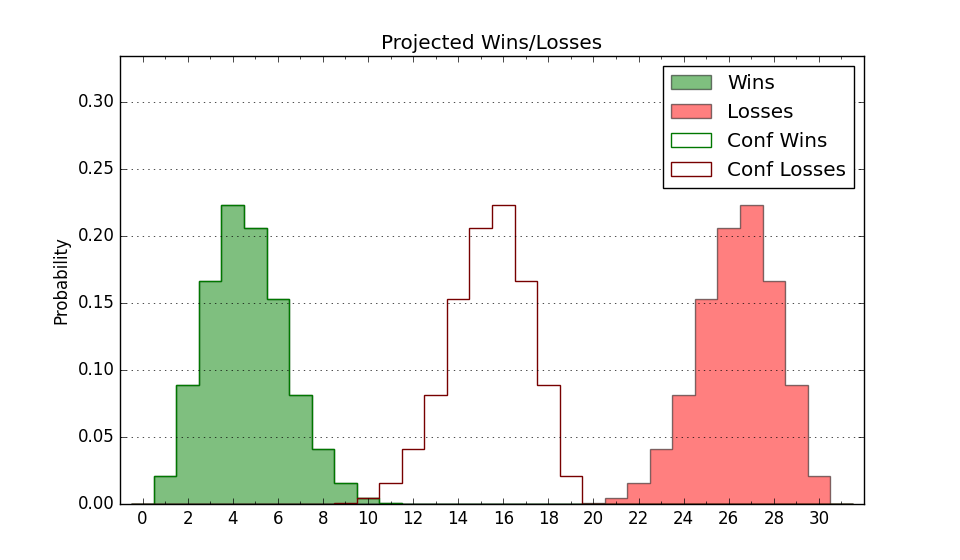 Projected Wins/Losses
Wins
Losses
Conf Wins
Conf Losses
Probability
0.30
0.25
0.20
0.15
0.10
0.05
0.00
0 2 4 6 8 10 12 14 16 18 20 22 24 26 28 30